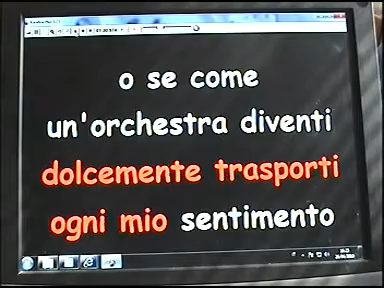 o se come
un'orchestra diventi
dolcemente trasporti
ogni mio sentimento